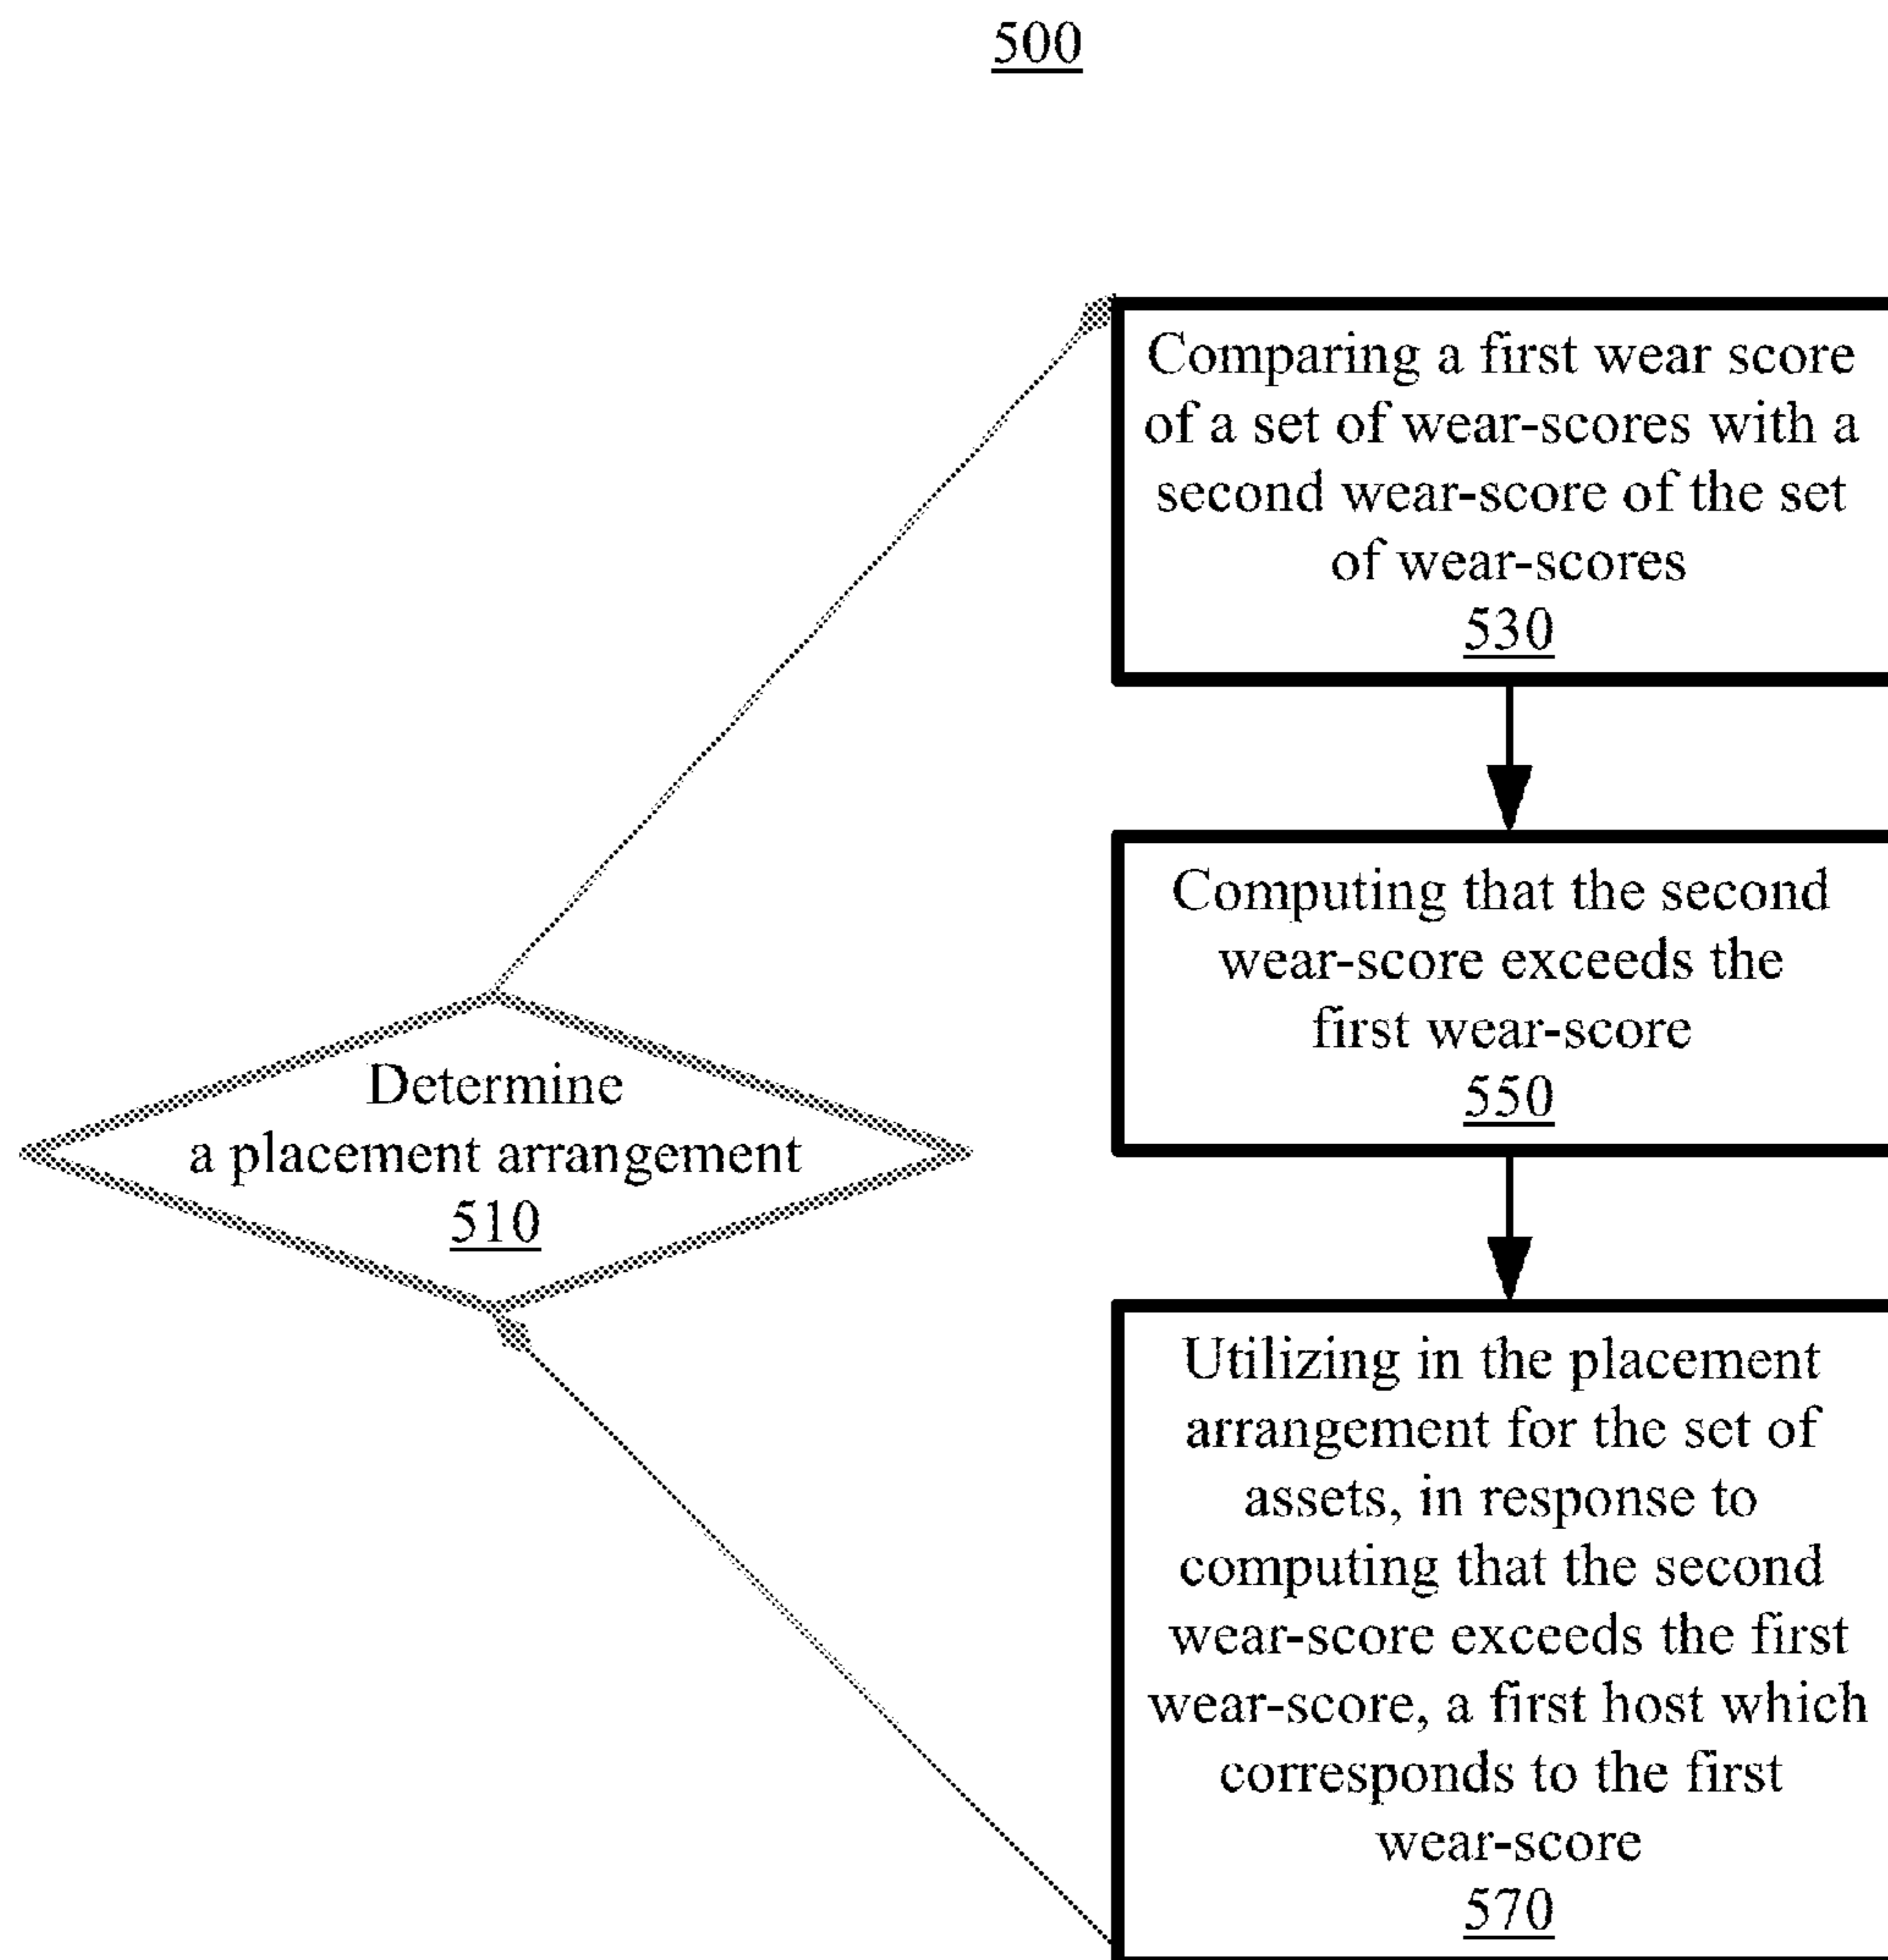 500
Comparing a first wear score
of a set of wear-scores with a
second wear-score of the set
of wear-scores
530
Computing that the second
wear-score exceeds the
first wear-score
550
Determine
a placement arrangement
510
Utilizing in the placement
arrangement for the set of
assets, in response to
computing that the second
wear-score exceeds the first
wear-score, a first host which
corresponds to the first
wear-score
570